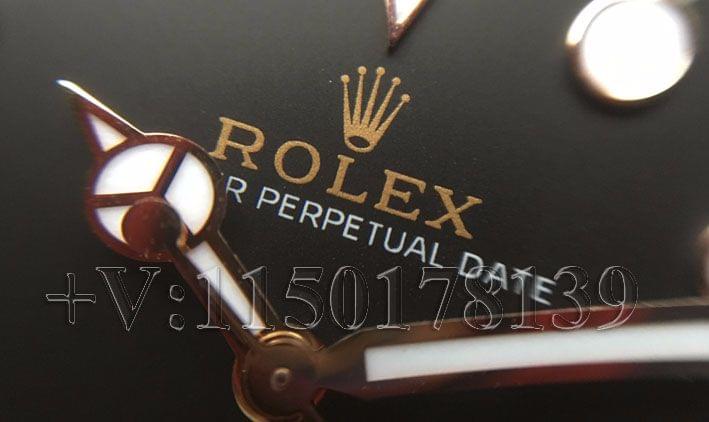 ROLEX
R PERPETUAL DATE
+V:1150178139